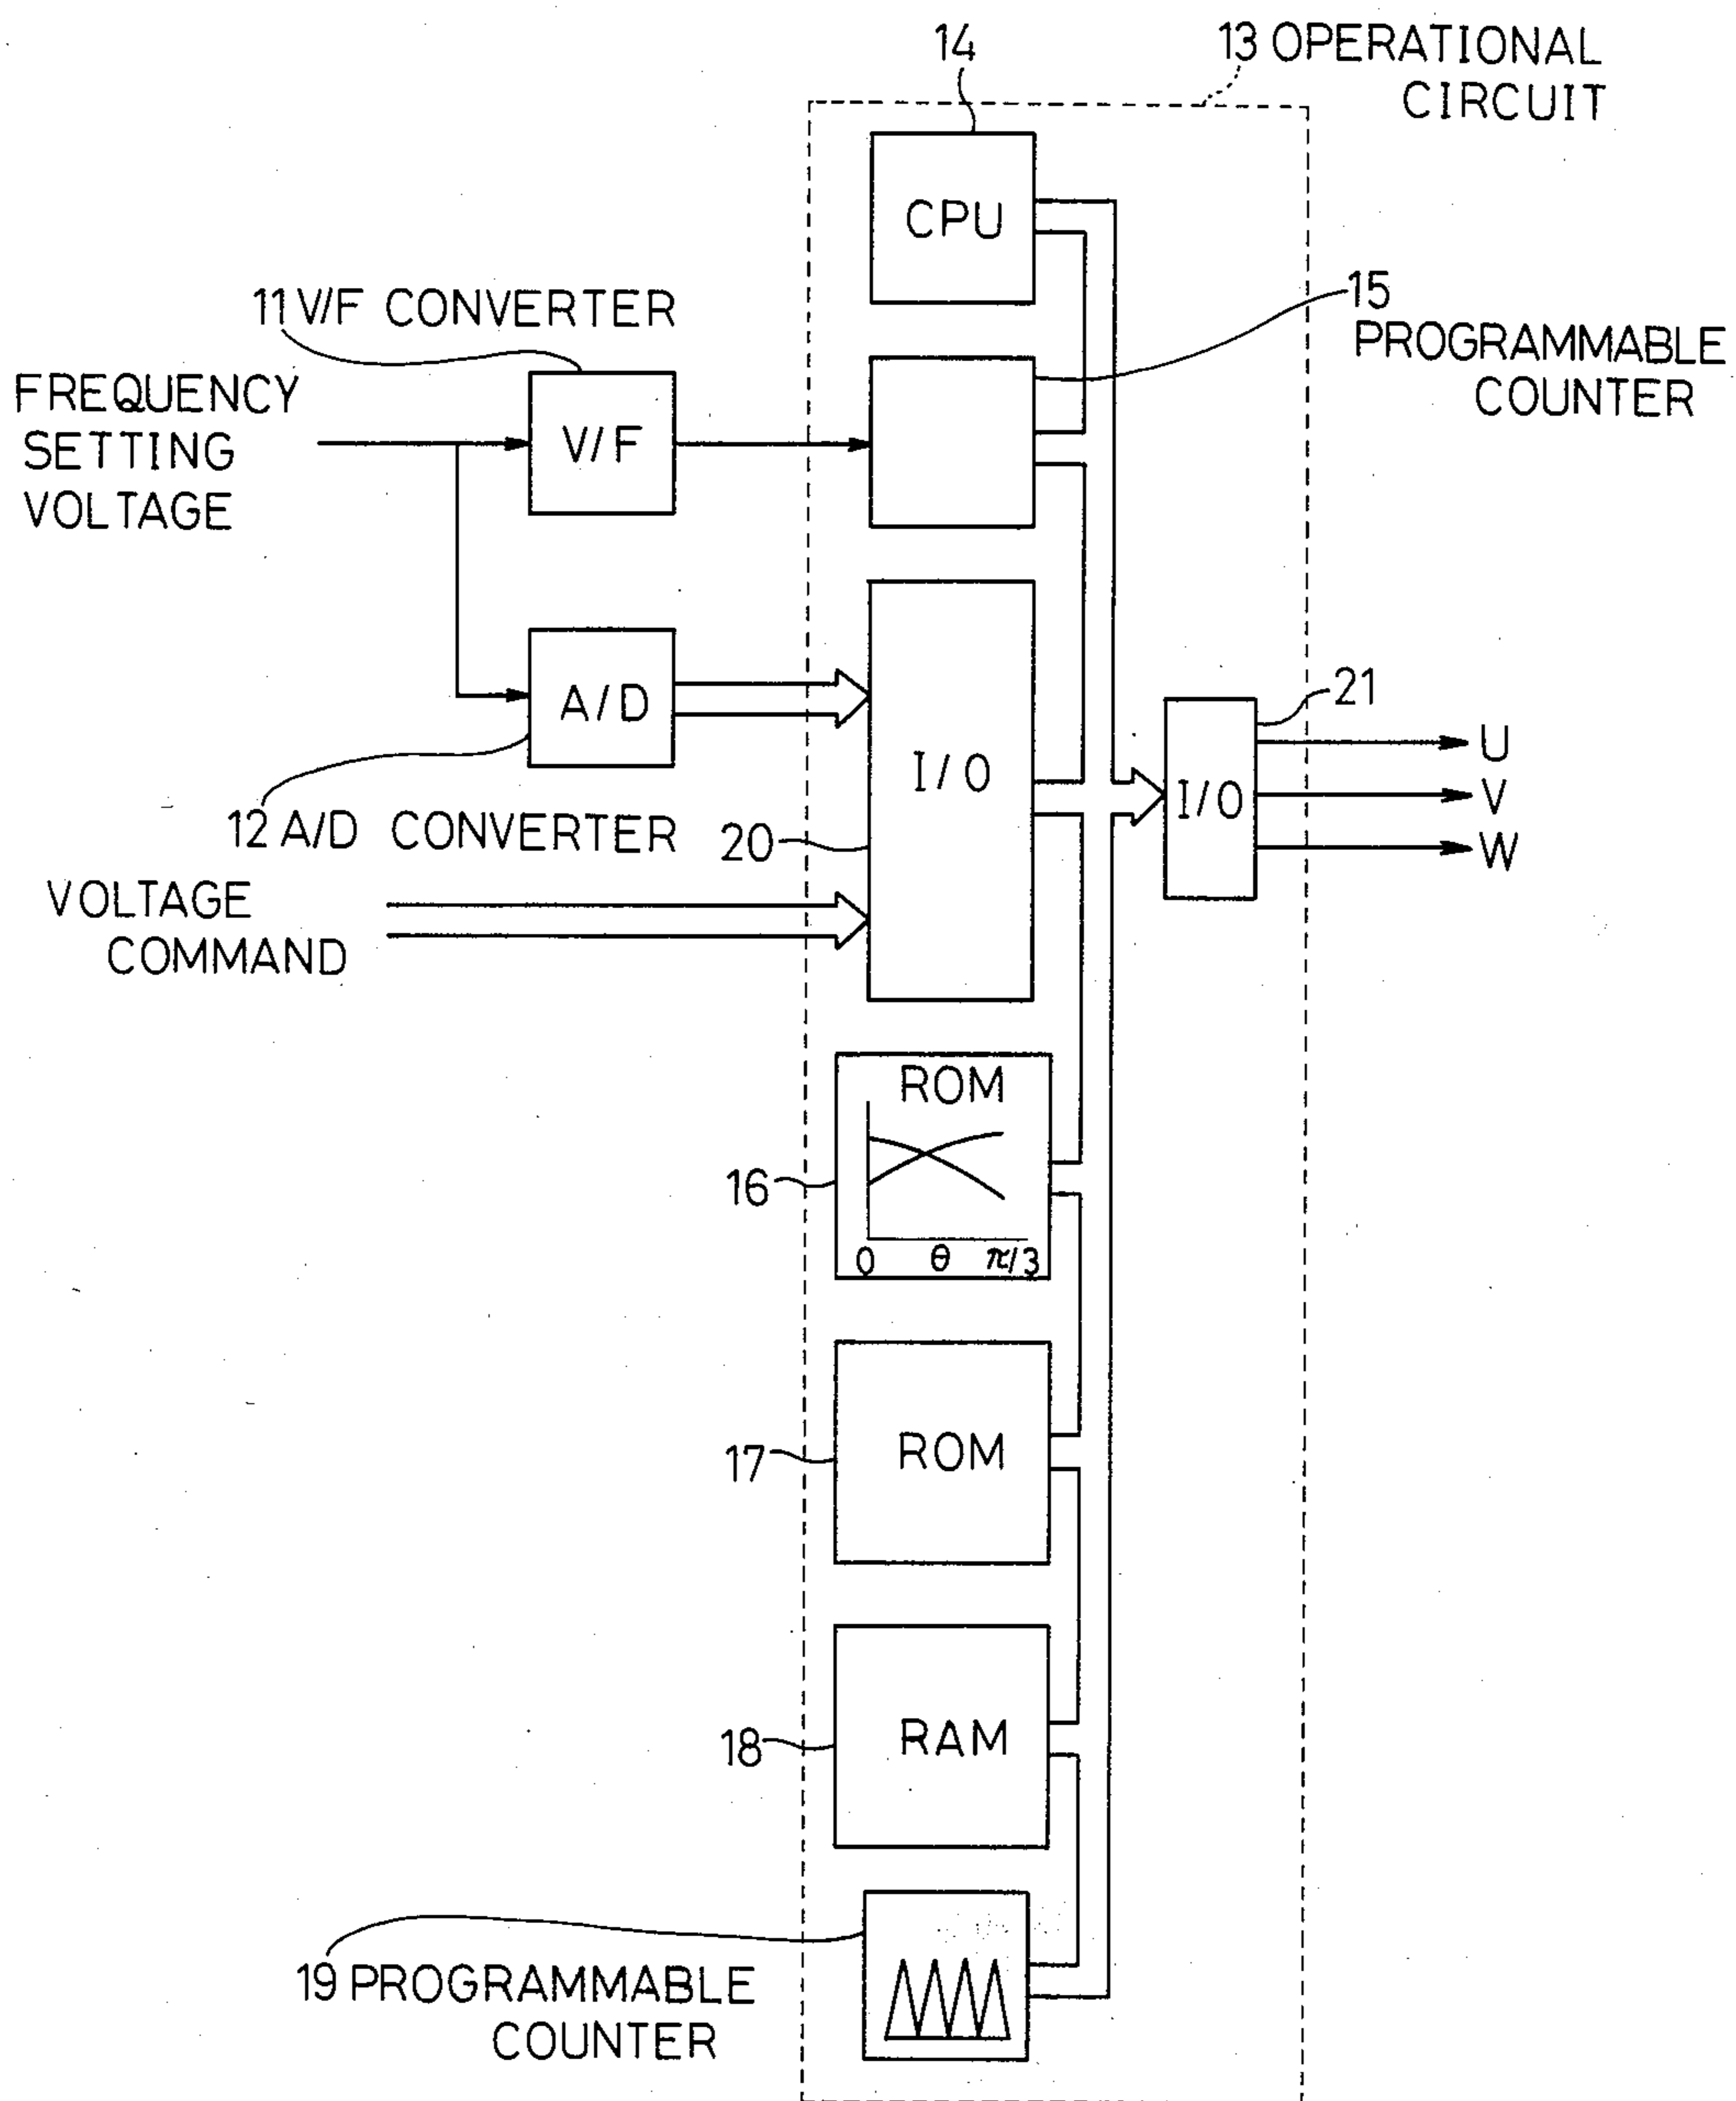 14
13 OPERATIONAL
CIRCUIT
CPU
11 V/F CONVERTER
15
PROGRAMMABLE
COUNTER
FREQUENCY
SETTING
VOLTAGE
V/F
A/D
12 A/D CONVERTER
I/O
20
21
I/O
U
V
W
VOLTAGE
COMMAND
ROM
16
0 θ π/3
17
ROM
18
RAM
19 PROGRAMMABLE
COUNTER